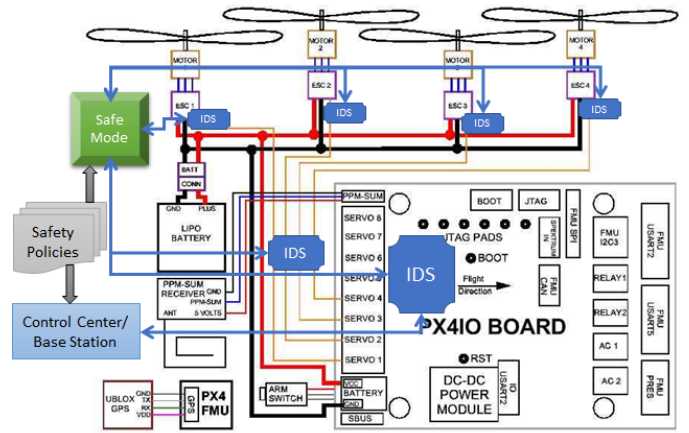 MOTOR
MOTOR
2
MOTOR
MOTOR
4
ESC 1
ESC 2
ESC 3
ESC 4
IDS
IDS
IDS
IDS
Safe
Mode
BATT
CONN
GND PLUS
LIPO
BATTERY
Safety
Policies
Control Center/
Base Station
PPM-SUM
RECEIVER
GND
PPM-SUM
ANT 5 VOLTS
IDS
IDS
PPM-SUM
SERVO 8
SERVO 7
SERVO 6
SERVO 4
SERVO 3
SERVO 2
SERVO 1
BOOT
JTAG
JTAG PADS
SPEKTRUM
IN
FMU SPI
BOOT
Flight
Direction
FMU
CAN
PX4IO BOARD
FMU
I2C3
RELAY1
RELAY2
AC 1
AC 2
FMU
USART2
FMU
USART5
FMU
PRES
RST
DC-DC
POWER
MODULE
IO
USART2
VCC
BATTERY
GND
SBUS
ARM
SWITCH
UBLOX
GPS
GND
TX
RX
VDD
GPS
PX4
FMU